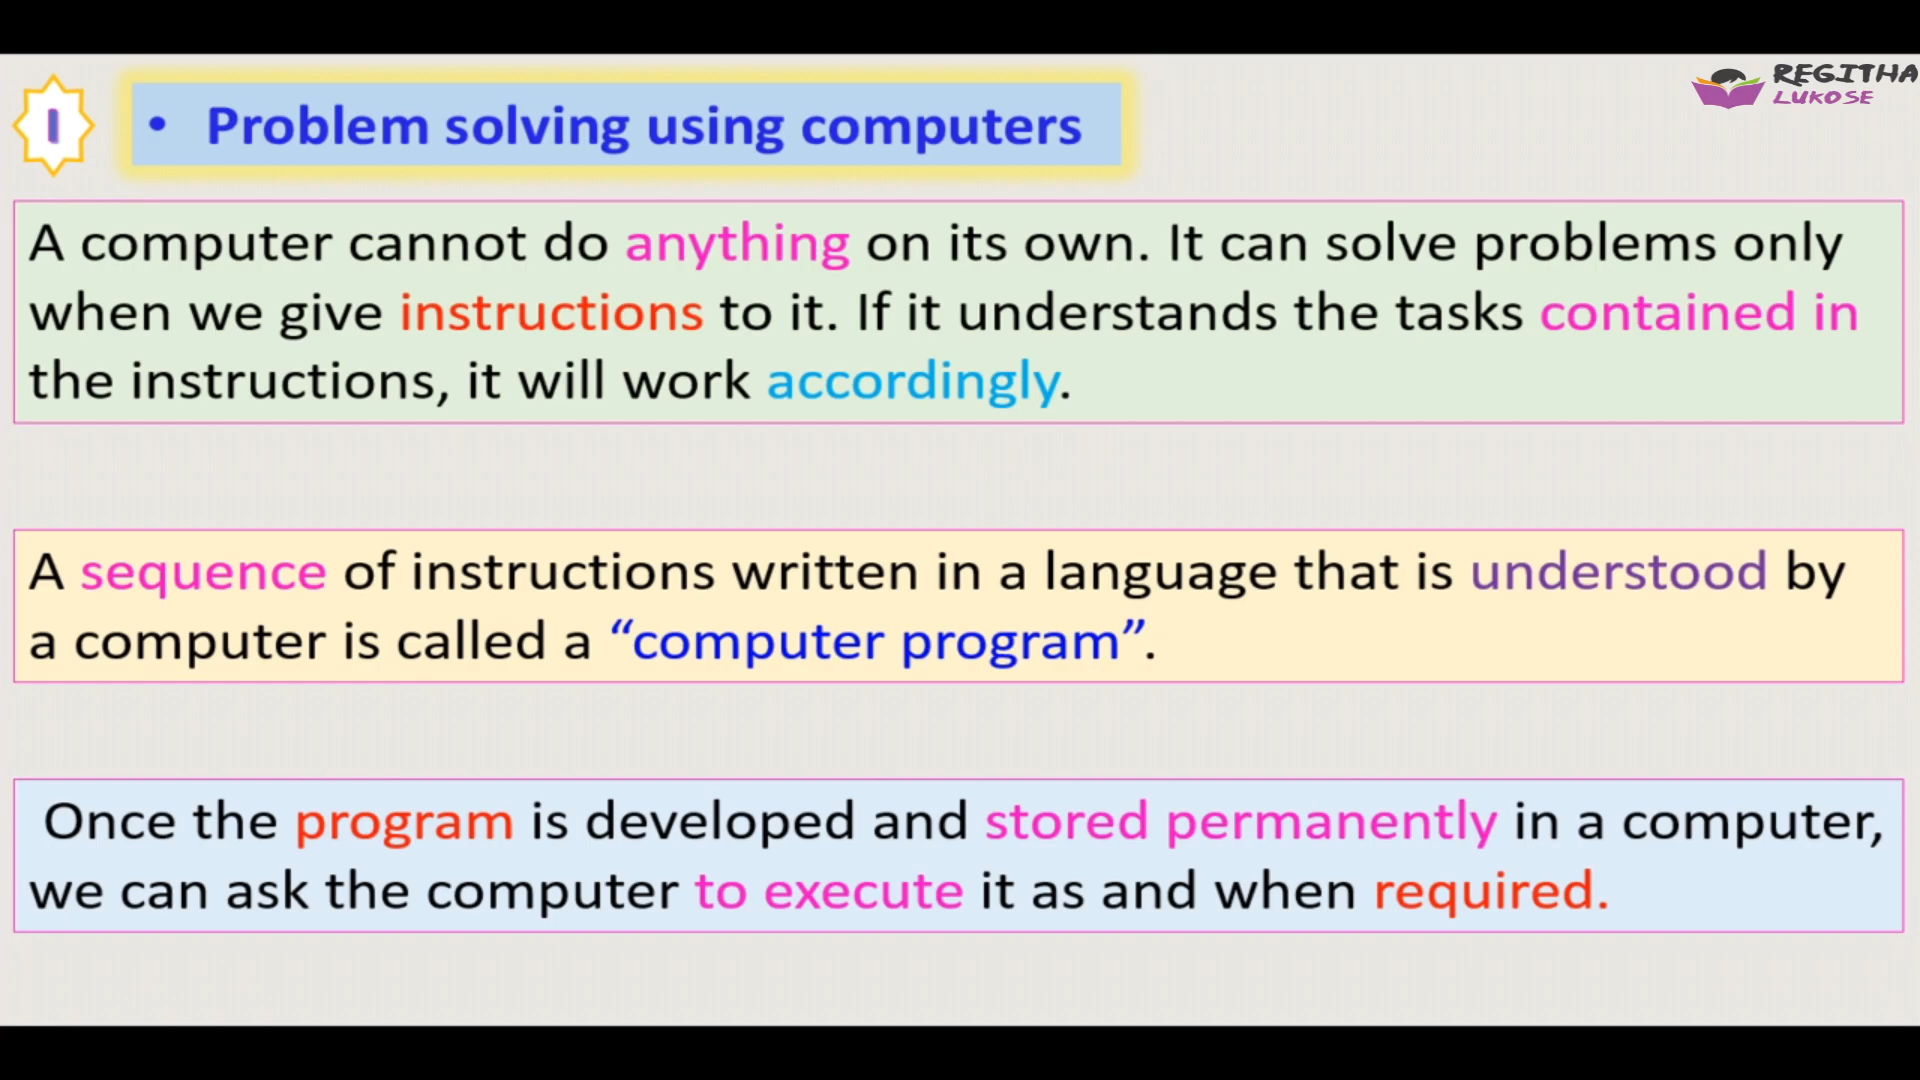 I
• Problem solving using computers
REGITHA
LUKOSE
A computer cannot do anything on its own. It can solve problems only
when we give instructions to it. If it understands the tasks contained in
the instructions, it will work accordingly.
A sequence of instructions written in a language that is understood by
a computer is called a “computer program”.
Once the program is developed and stored permanently in a computer,
we can ask the computer to execute it as and when required.